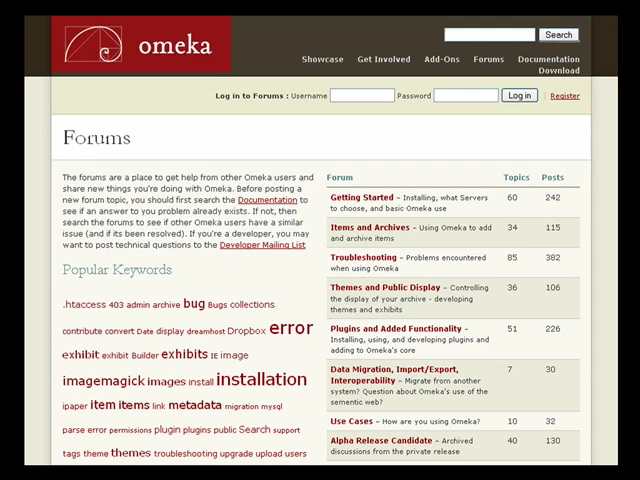 omeka
Search
Showcase Get Involved Add-Ons Forums Documentation
Download
Log in to Forums : Username Password Log in Register
Forums
The forums are a place to get help from other Omeka users and
share new things you're doing with Omeka. Before posting a
new forum topic, you should first search the Documentation to
see if an answer to you problem already exists. If not, then
search the forums to see if other Omeka users have a similar
issue (and if its been resolved). If you're a developer, you may
want to post technical questions to the Developer Mailing List
Popular Keywords
.htaccess 403 admin archive bug Bugs collections
contribute convert Date display dreamhost Dropbox error
exhibit exhibit Builder exhibits IE image
imagemagick images install installation
ipaper item items link metadata migration mysql
parse error permissions plugin plugins public Search support
tags theme themes troubleshooting upgrade upload users
Forum Topics Posts
Getting Started – Installing, what Servers 60 242
to choose, and basic Omeka use
Items and Archives – Using Omeka to add 34 115
and archive items
Troubleshooting – Problems encountered 85 382
when using Omeka
Themes and Public Display – Controlling 36 106
the display of your archive - developing
themes and exhibits
Plugins and Added Functionality – 51 226
Installing, using, and developing plugins and
adding to Omeka's core
Data Migration, Import/Export, 7 30
Interoperability – Migrate from another
system? Question about Omeka's use of the
semantic web?
Use Cases – How are you using Omeka? 10 32
Alpha Release Candidate – Archived 40 130
discussions from the private release